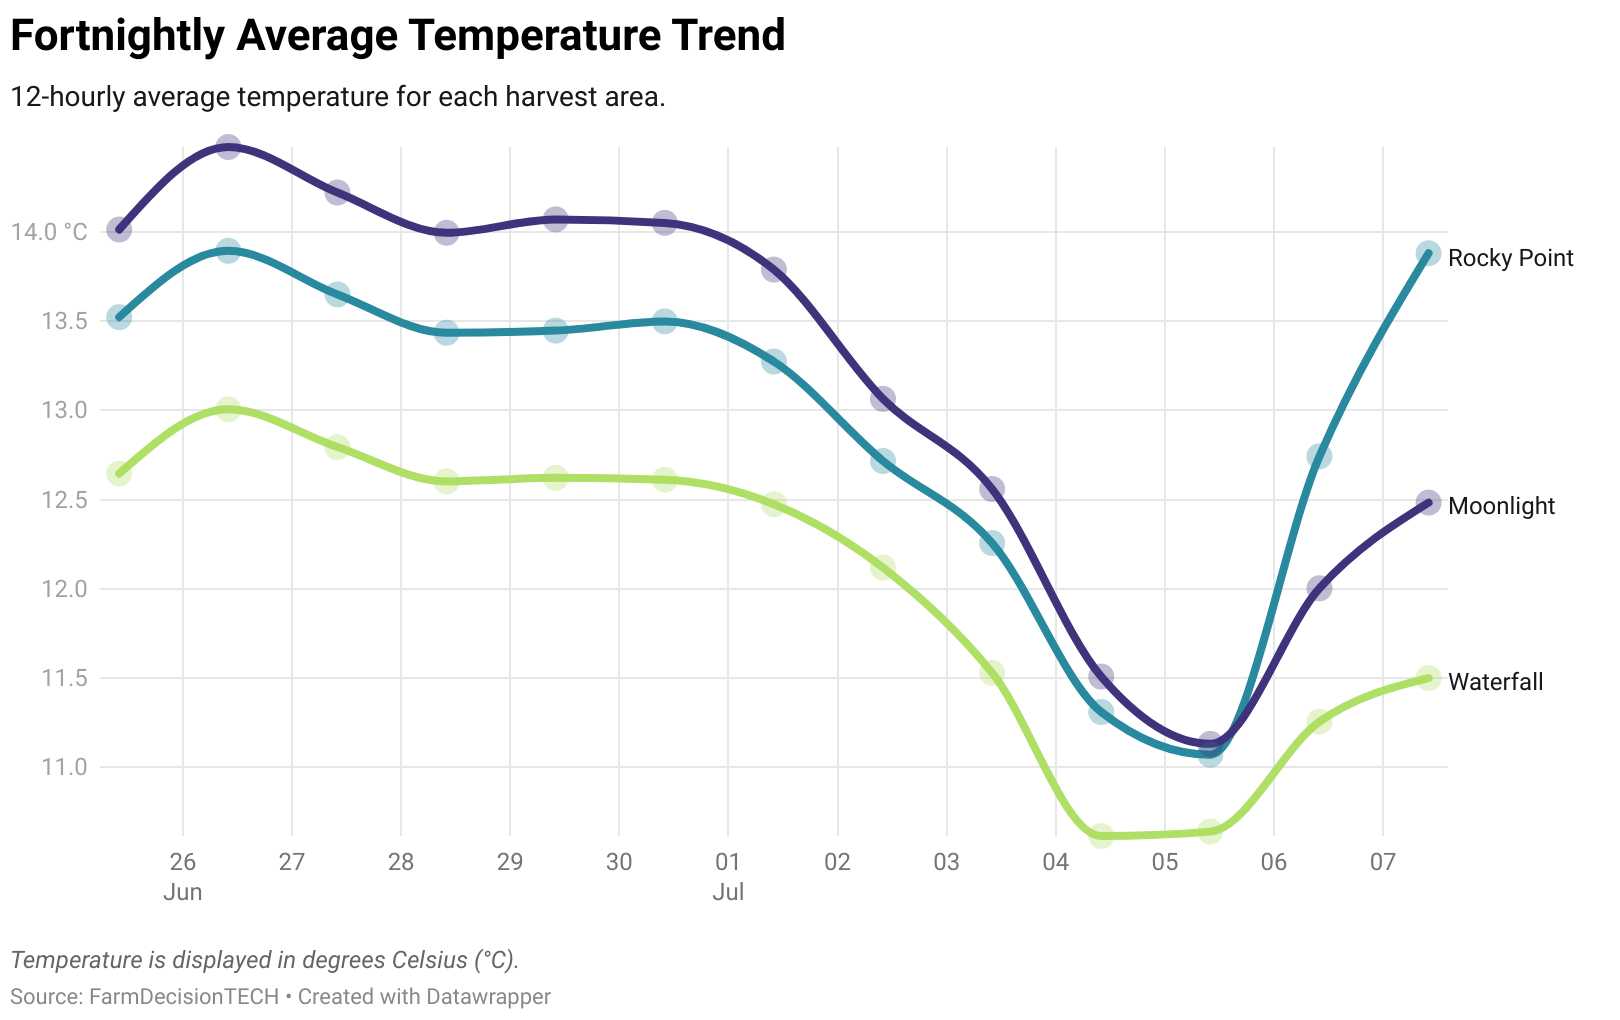 Fortnightly Average Temperature Trend
12-hourly average temperature for each harvest area.
14.0 °C
13.5
13.0
12.5
12.0
11.5
11.0
Rocky Point
Moonlight
Waterfall
26 27 28 29 30 01 02 03 04 05 06 07
Jun Jul
Temperature is displayed in degrees Celsius (°C).
Source: FarmDecisionTECH • Created with Datawrapper